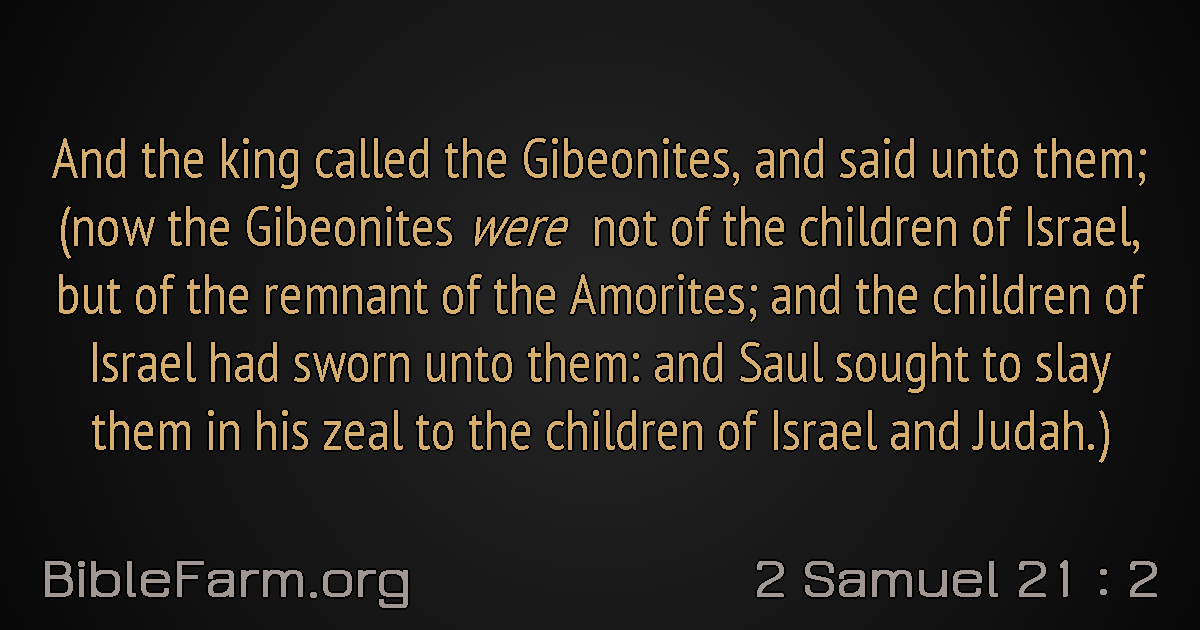 And the king called the Gibeonites, and said unto them;
(now the Gibeonites were not of the children of Israel,
but of the remnant of the Amorites; and the children of
Israel had sworn unto them: and Saul sought to slay
them in his zeal to the children of Israel and Judah.)
BibleFarm.org
2 Samuel 21 : 2